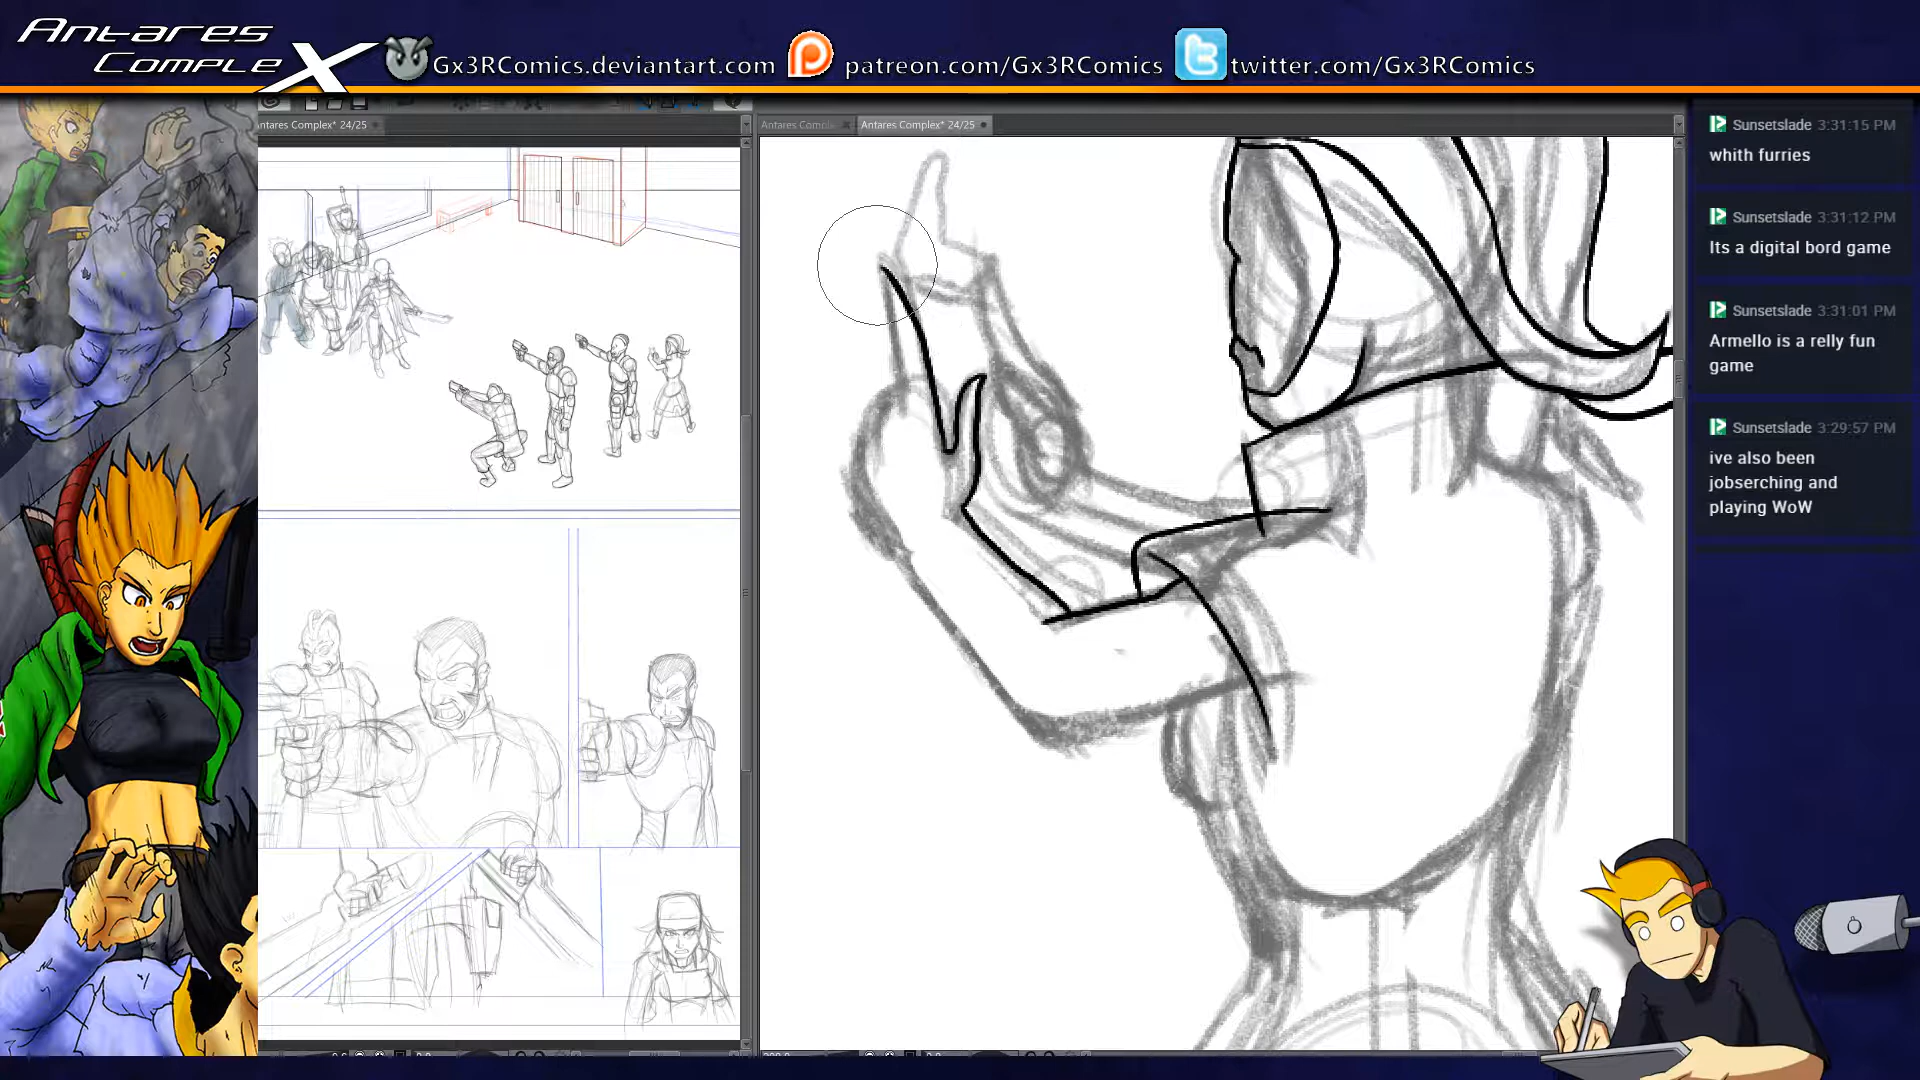 Antares
Complex
Gx3RComics.deviantart.com
patreon.com/Gx3RComics
twitter.com/Gx3RComics
ntares Complex* 24/25
Antares Compl
Antares Complex* 24/25
Sunsetslade 3:31:15 PM
whith furries
Sunsetslade 3:31:12 PM
Its a digital bord game
Sunsetslade 3:31:01 PM
Armello is a relly fun
game
Sunsetslade 3:29:57 PM
ive also been
jobserching and
playing WoW